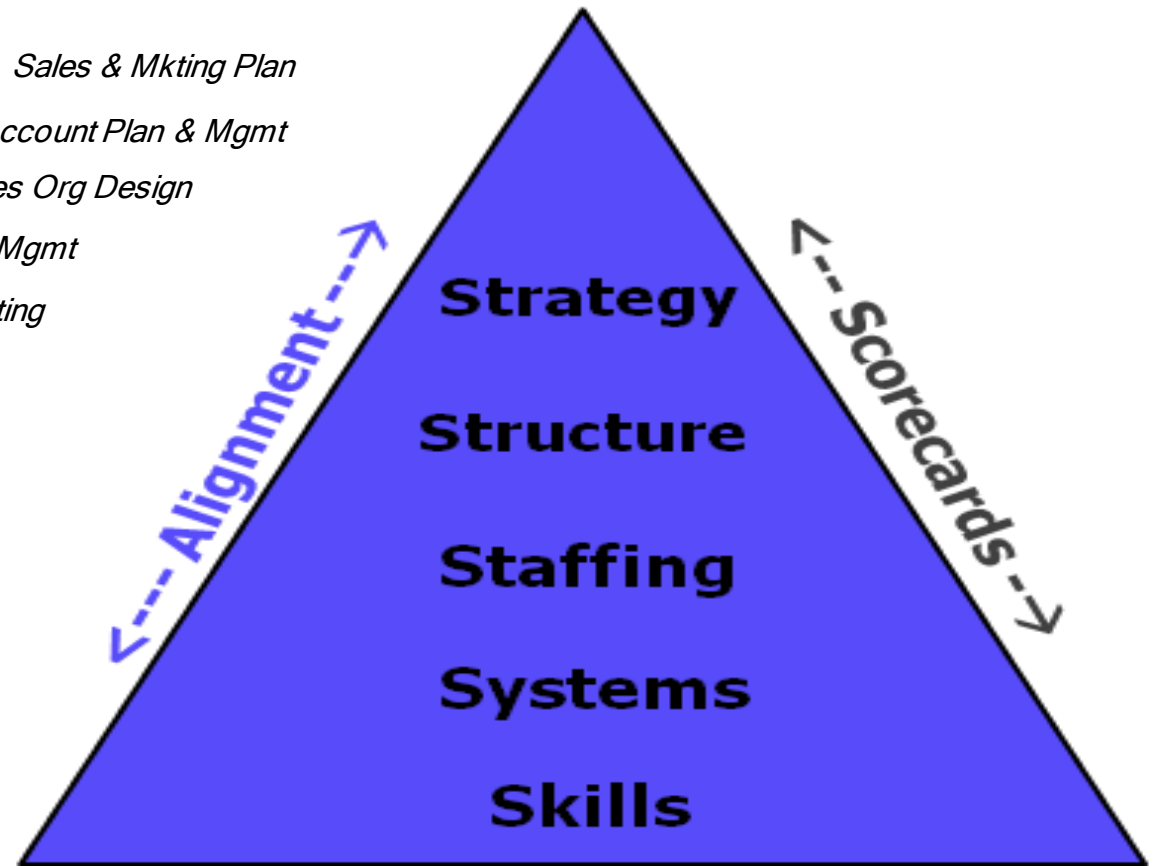 Sales & Mkting Plan
ccount Plan & Mgmt
es Org Design
Mgmt
ting
<--- Alignment --->
<-- Scorecards -->
Strategy
Structure
Staffing
Systems
Skills